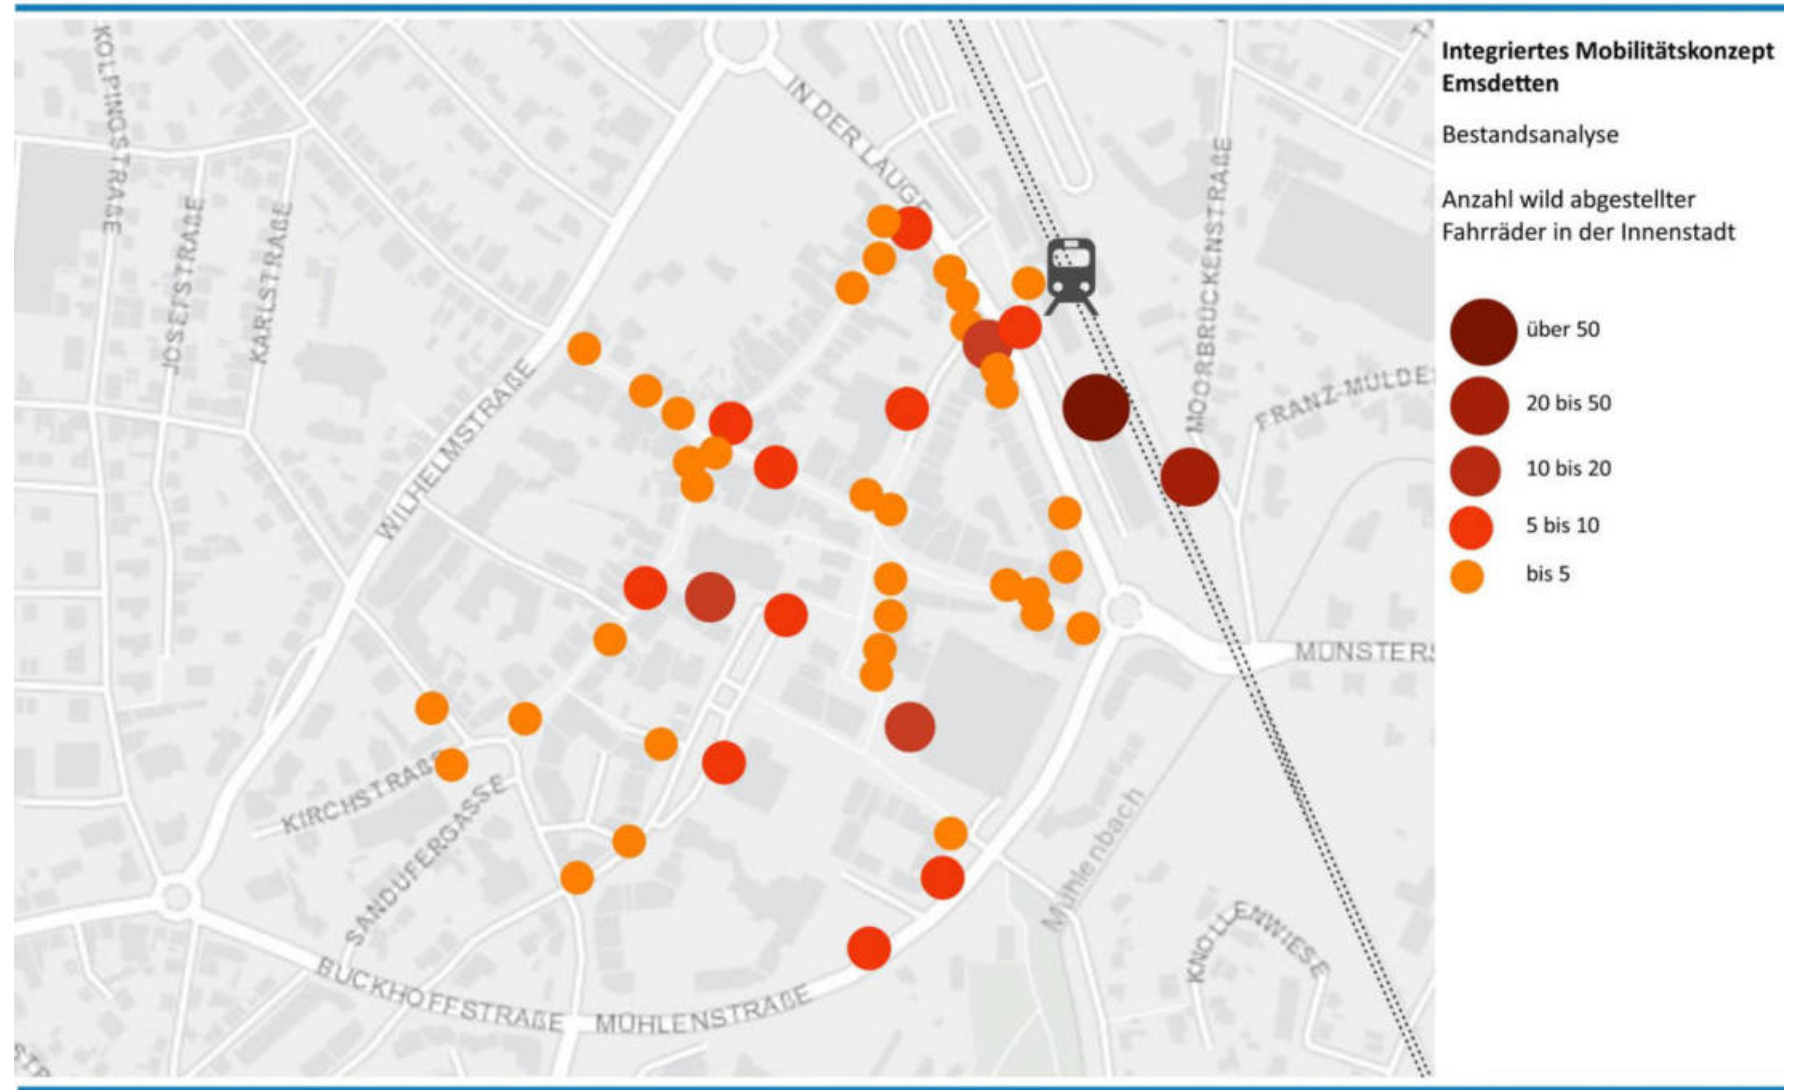 Integriertes Mobilitätskonzept
Emsdetten
Bestandsanalyse
Anzahl wild abgestellter
Fahrräder in der Innenstadt
über 50
20 bis 50
10 bis 20
5 bis 10
bis 5
KOLPINGSTRAßE
JOSEFSTRAßE
KARLSTRAßE
WILHELMSTRAßE
IN DER LAUGE
MOORBRÜCKENSTRAßE
FRANZ-MÜLDE
MÜNSTERS
KIRCHSTRAß
SANDUFERGASSE
BUCKHOFFSTRAßE
MÜHLENSTRAßE
Mühlenbach
KNOLLENWIESE